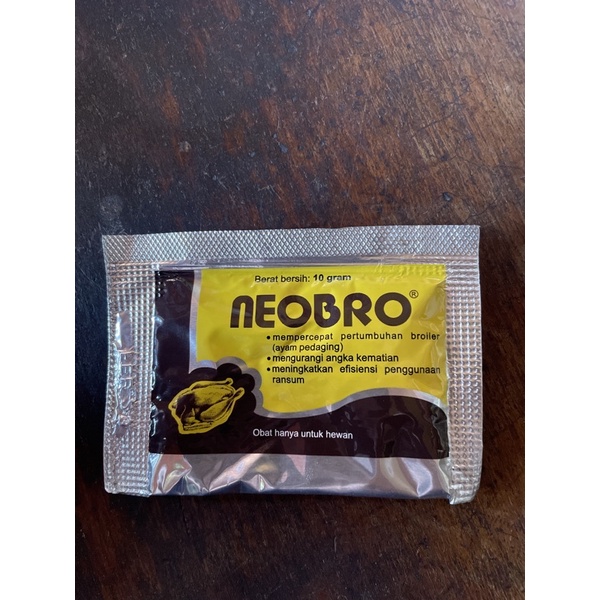 Berat bersih: 10 gram
NEOBRO®
• mempercepat pertumbuhan broiler
(ayam pedaging)
• mengurangi angka kematian
• meningkatkan efisiensi penggunaan
ransum
Obat hanya untuk hewan